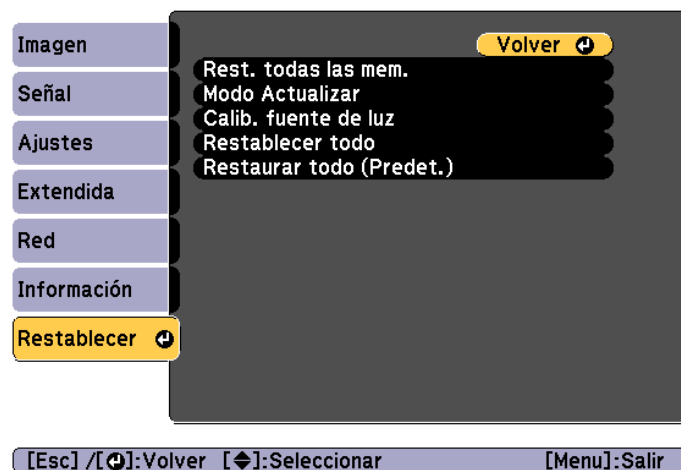 Imagen
Señal
Ajustes
Extendida
Red
Información
Restablecer
Volver
Rest. todas las mem.
Modo Actualizar
Calib. fuente de luz
Restablecer todo
Restaurar todo (Predet.)
[Esc] /[⏎]:Volver [◆]:Seleccionar [Menu]:Salir